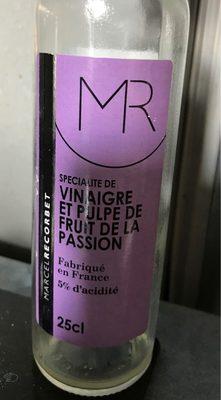 MR
SPECIALITE DE
VINAIGRE
ET PULPE DE
FRUIT DE LA
PASSION
Fabriqué
en France
5% d'acidité
25cl
MARCEL RECORBET